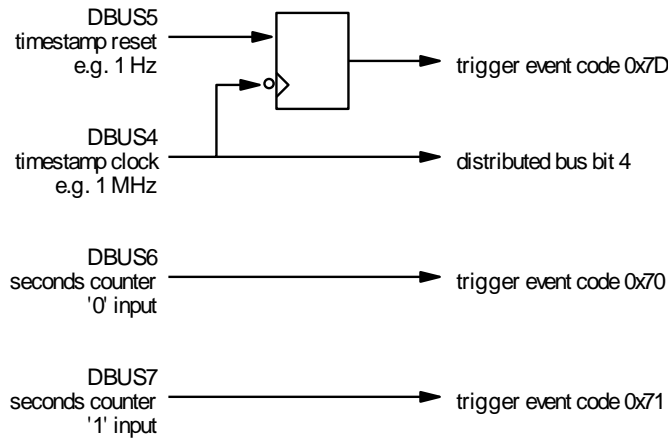 DBUS5
timestamp reset
e.g. 1 Hz
trigger event code 0x7D
DBUS4
timestamp clock
e.g. 1 MHz
distributed bus bit 4
DBUS6
seconds counter
'0' input
trigger event code 0x70
DBUS7
seconds counter
'1' input
trigger event code 0x71